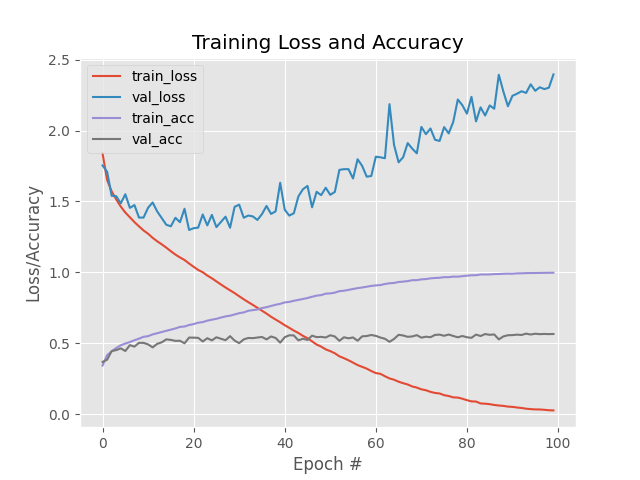 Training Loss and Accuracy
train_loss
val_loss
train_acc
val_acc
Loss/Accuracy
2.5
2.0
1.5
1.0
0.5
0.0
0 20 40 60 80 100
Epoch #